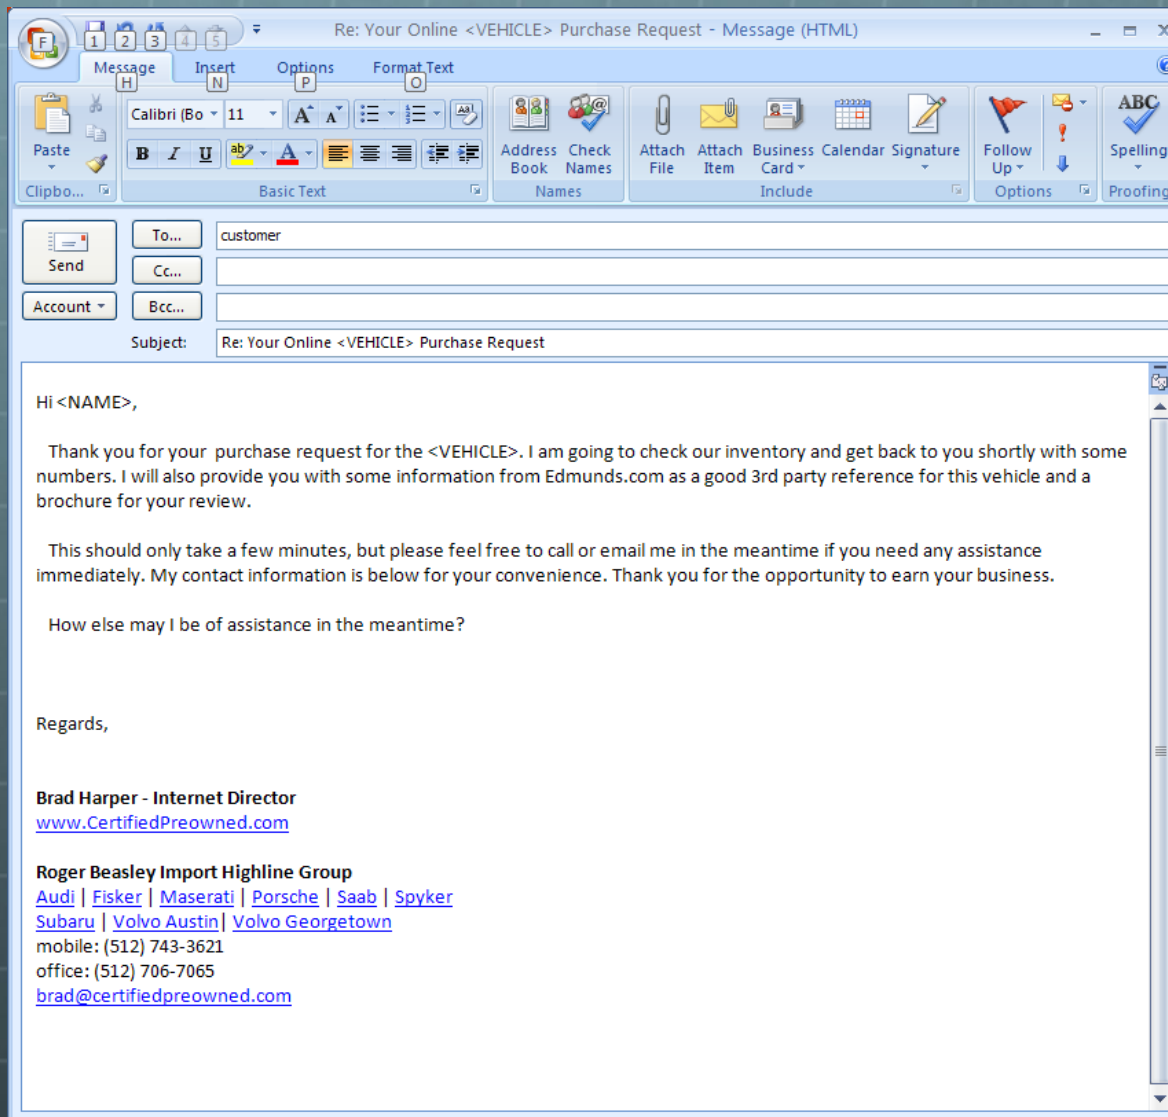 Re: Your Online <VEHICLE> Purchase Request - Message (HTML)
F 1 2 3 4 5
Message Insert Options Format Text
H N P O
Calibri (Bo 11 A A Ab)
Paste B I U ab A
Address Book
Check Names
Attach File
Attach Item
Business Card
Calendar
Signature
Follow Up
ABC Spelling
Clipbo... Basic Text Names Include Options Proofing
Send
To... customer
Cc...
Account Bcc...
Subject: Re: Your Online <VEHICLE> Purchase Request
Hi <NAME>,
Thank you for your  purchase request for the <VEHICLE>. I am going to check our inventory and get back to you shortly with some
numbers. I will also provide you with some information from Edmunds.com as a good 3rd party reference for this vehicle and a
brochure for your review.
This should only take a few minutes, but please feel free to call or email me in the meantime if you need any assistance
immediately. My contact information is below for your convenience. Thank you for the opportunity to earn your business.
How else may I be of assistance in the meantime?
Regards,
Brad Harper - Internet Director
www.CertifiedPreowned.com
Roger Beasley Import Highline Group
Audi | Fisker | Maserati | Porsche | Saab | Spyker
Subaru | Volvo Austin| Volvo Georgetown
mobile: (512) 743-3621
office: (512) 706-7065
brad@certifiedpreowned.com